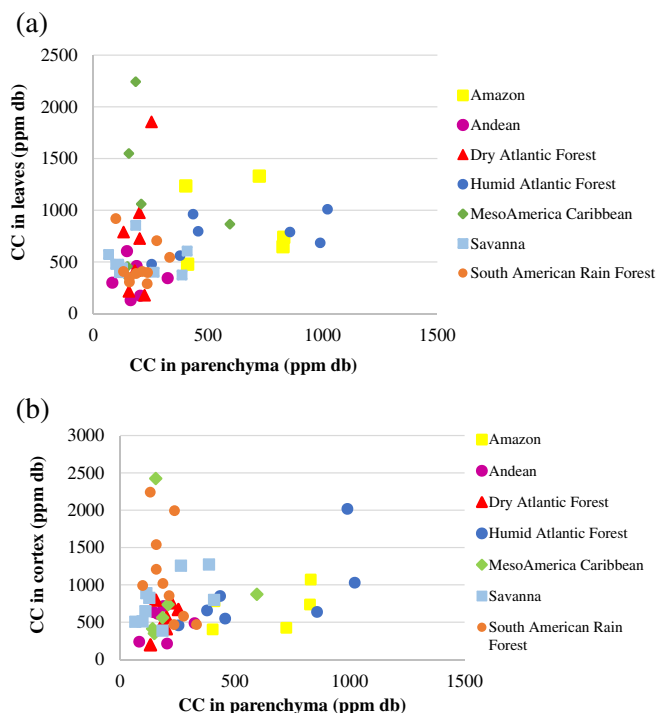 (a)
2500
2000
1500
1000
500
0
0
500
1000
1500
CC in leaves (ppm db)
CC in parenchyma (ppm db)
Amazon
Andean
Dry Atlantic Forest
Humid Atlantic Forest
MesoAmerica Caribbean
Savanna
South American Rain Forest
(b)
3000
2500
2000
1500
1000
500
0
0
500
1000
1500
CC in cortex (ppm db)
CC in parenchyma (ppm db)
Amazon
Andean
Dry Atlantic Forest
Humid Atlantic Forest
MesoAmerica Caribbean
Savanna
South American Rain
Forest